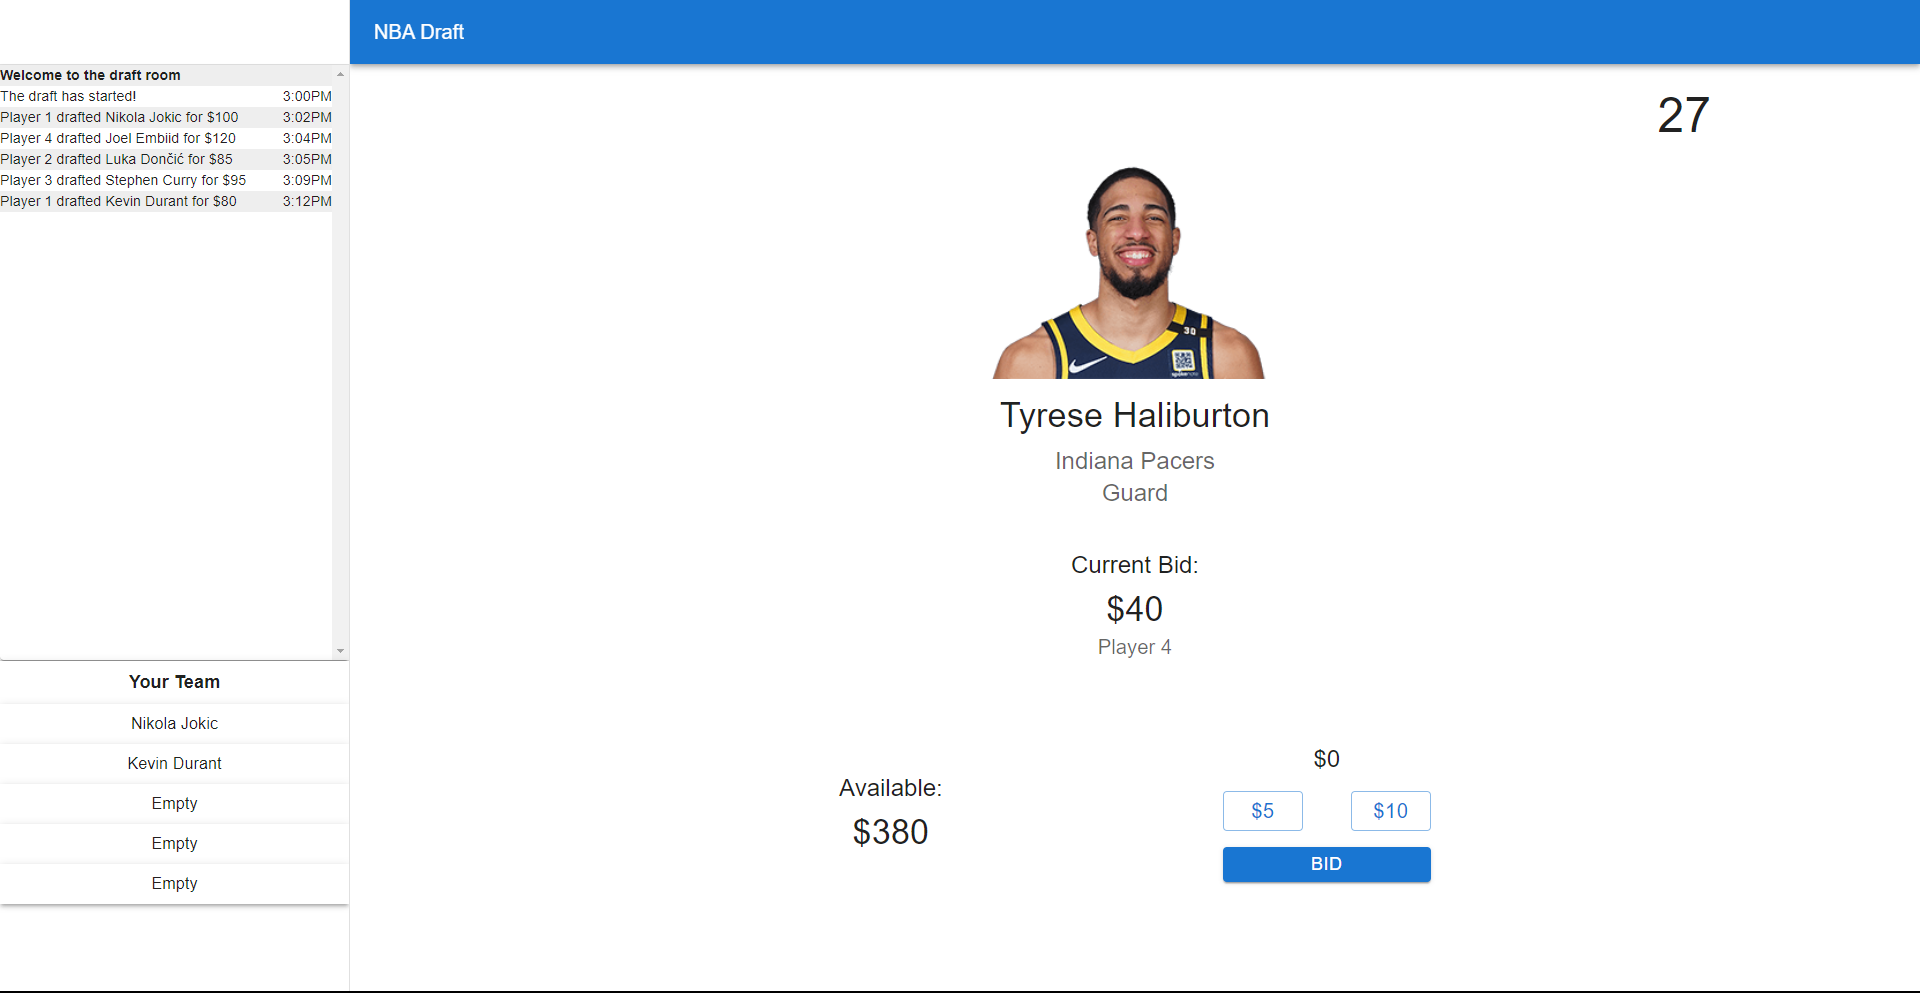 NBA Draft
Welcome to the draft room
The draft has started! 3:00PM
Player 1 drafted Nikola Jokic for $100 3:02PM
Player 4 drafted Joel Embiid for $120 3:04PM
Player 2 drafted Luka Dončić for $85 3:05PM
Player 3 drafted Stephen Curry for $95 3:09PM
Player 1 drafted Kevin Durant for $80 3:12PM
Your Team
Nikola Jokic
Kevin Durant
Empty
Empty
Empty
27
30
Tyrese Haliburton
Indiana Pacers
Guard
Current Bid:
$40
Player 4
Available:
$380
$0
$5 $10
BID